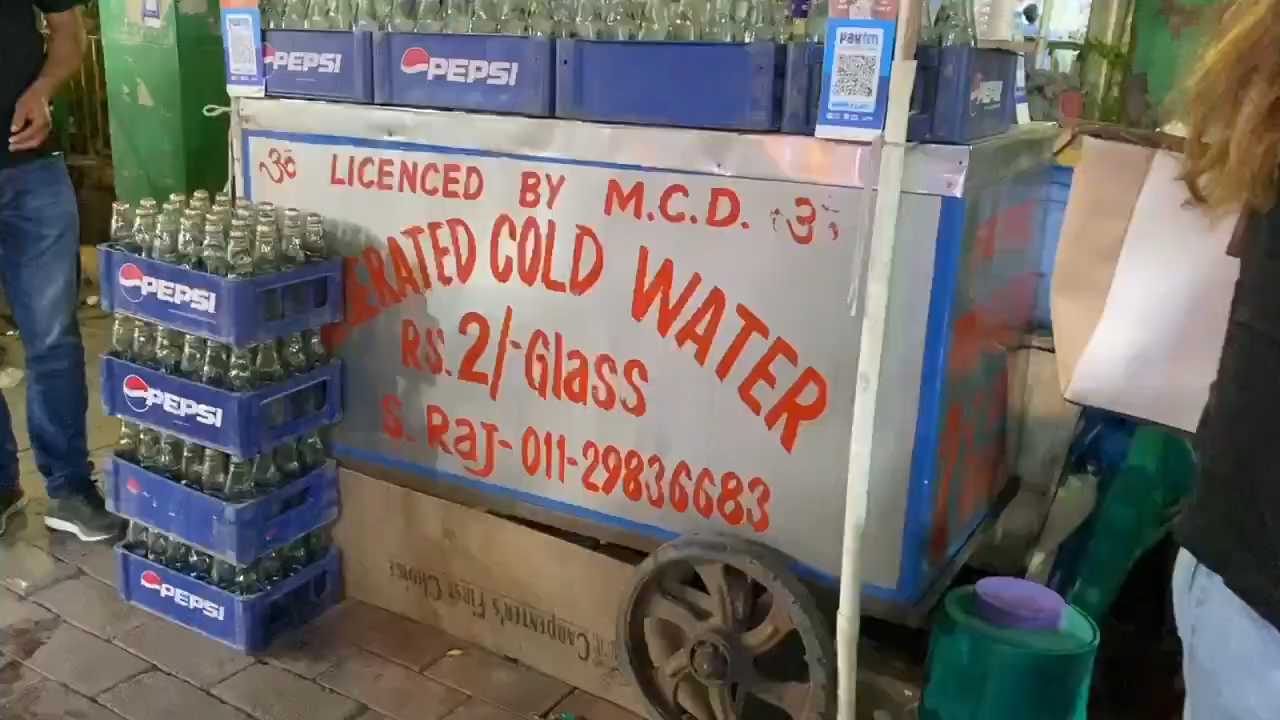 PEPSI
PEPSI
paytm
ॐ LICENCED BY M.C.D. ॐ
ERATED COLD WATER
RS. 2/- Glass
S. Raj - 011-29836683
PEPSI
PEPSI
PEPSI
CARPENTER'S FIRST CHOICE